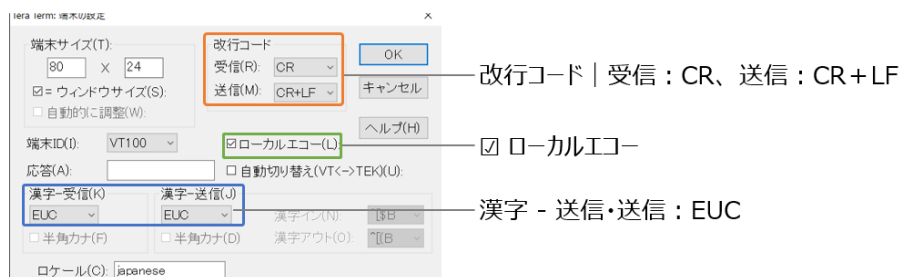 Tera Term: 端末の設定
端末サイズ(T):
80 X 24
☑= ウィンドウサイズ(S):
□ 自動的に調整(W):
改行コード
受信(R): CR
送信(M): CR+LF
OK
キャンセル
ヘルプ(H)
端末ID(I): VT100
☑ローカルエコー(L):
応答(A):
□ 自動切り替え(VT<->TEK)(U):
漢字-受信(K)
EUC
□ 半角カナ(F)
漢字-送信(J)
EUC
□ 半角カナ(D)
漢字イン(N): ^[$B
漢字アウト(O): ^[(B
ロケール(C): japanese
改行コード｜受信：CR、送信：CR+LF
☑ ローカルエコー
漢字 - 送信・送信：EUC